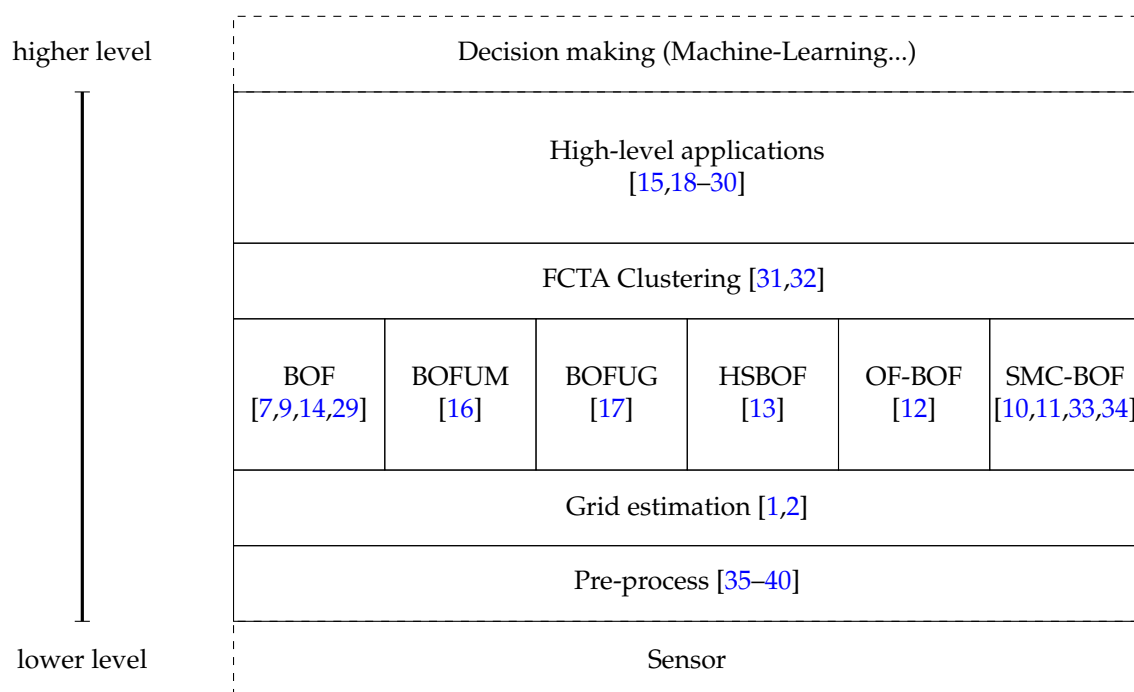 higher level
Decision making (Machine-Learning...)
High-level applications
[15,18–30]
FCTA Clustering [31,32]
BOF
[7,9,14,29]
BOFUM
[16]
BOFUG
[17]
HSBOF
[13]
OF-BOF
[12]
SMC-BOF
[10,11,33,34]
Grid estimation [1,2]
Pre-process [35–40]
lower level
Sensor